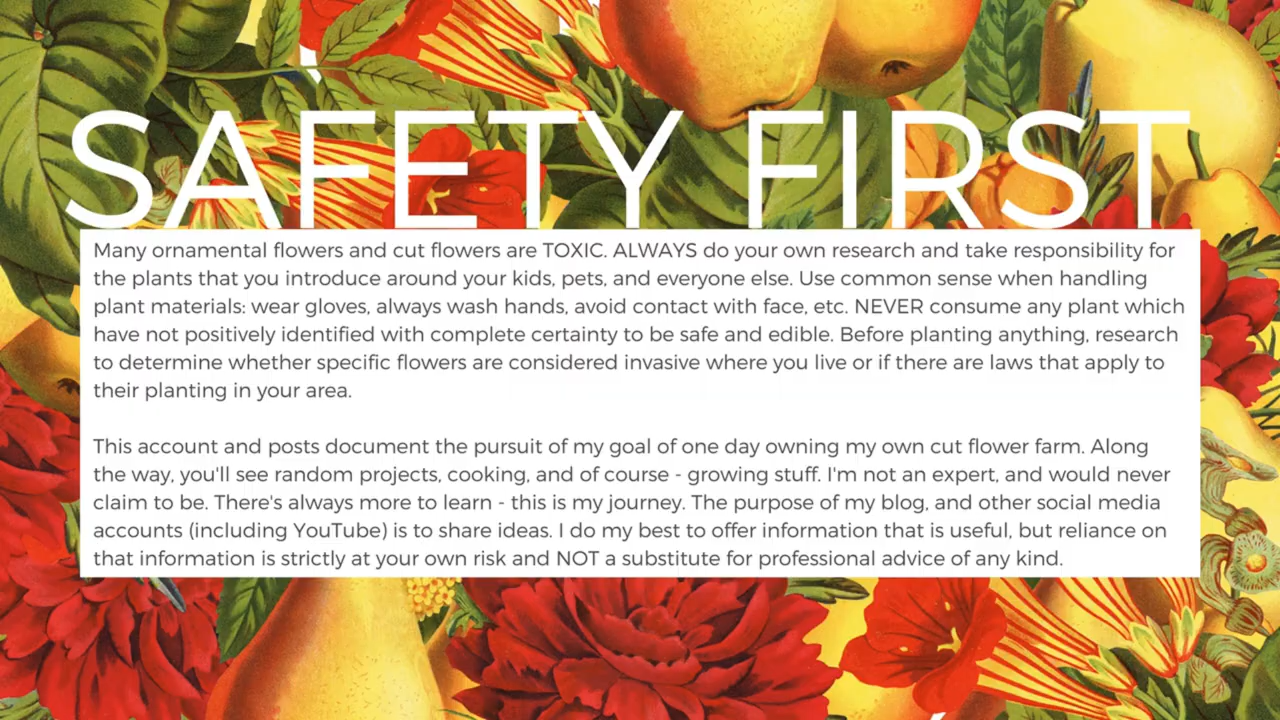 SAFETY FIRST
Many ornamental flowers and cut flowers are TOXIC. ALWAYS do your own research and take responsibility for
the plants that you introduce around your kids, pets, and everyone else. Use common sense when handling
plant materials: wear gloves, always wash hands, avoid contact with face, etc. NEVER consume any plant which
have not positively identified with complete certainty to be safe and edible. Before planting anything, research
to determine whether specific flowers are considered invasive where you live or if there are laws that apply to
their planting in your area.
This account and posts document the pursuit of my goal of one day owning my own cut flower farm. Along
the way, you'll see random projects, cooking, and of course - growing stuff. I'm not an expert, and would never
claim to be. There's always more to learn - this is my journey. The purpose of my blog, and other social media
accounts (including YouTube) is to share ideas. I do my best to offer information that is useful, but reliance on
that information is strictly at your own risk and NOT a substitute for professional advice of any kind.